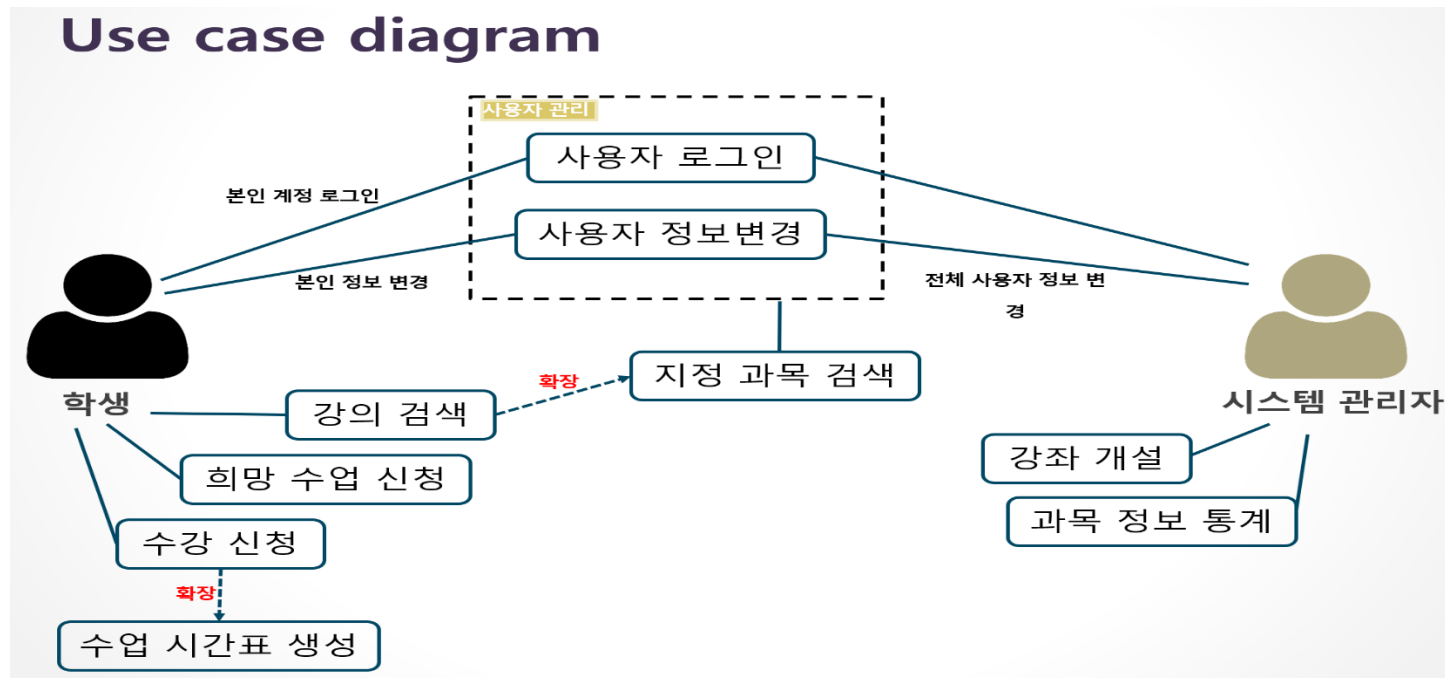 Use case diagram
사용자 관리
사용자 로그인
본인 계정 로그인
사용자 정보변경
본인 정보 변경
전체 사용자 정보 변
경
지정 과목 검색
확장
학생
강의 검색
시스템 관리자
강좌 개설
희망 수업 신청
과목 정보 통계
수강 신청
확장
수업 시간표 생성